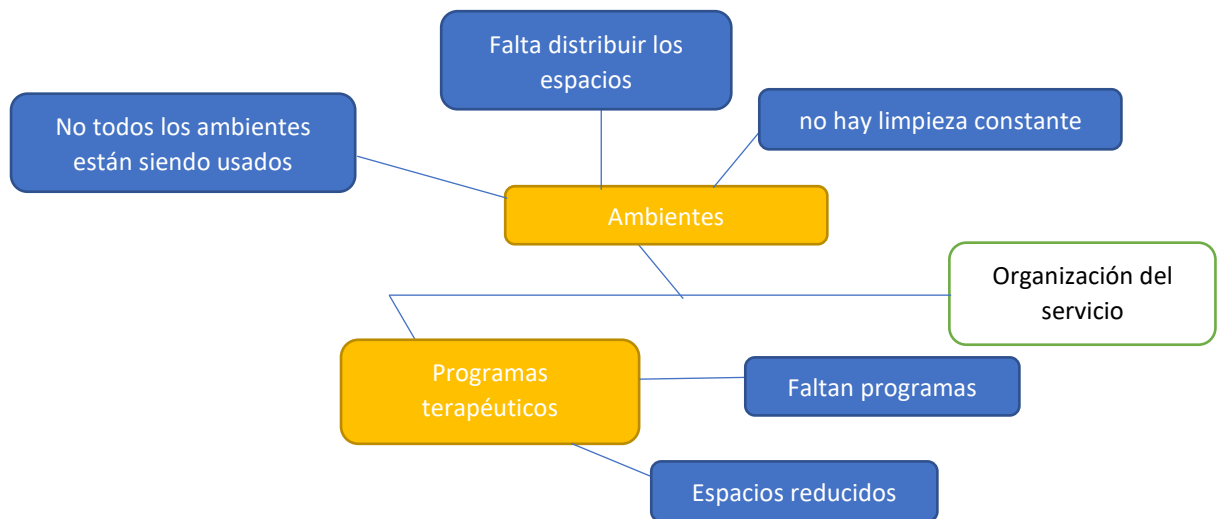 Falta distribuir los
espacios
No todos los ambientes
están siendo usados
no hay limpieza constante
Ambientes
Organización del
servicio
Programas
terapéuticos
Faltan programas
Espacios reducidos